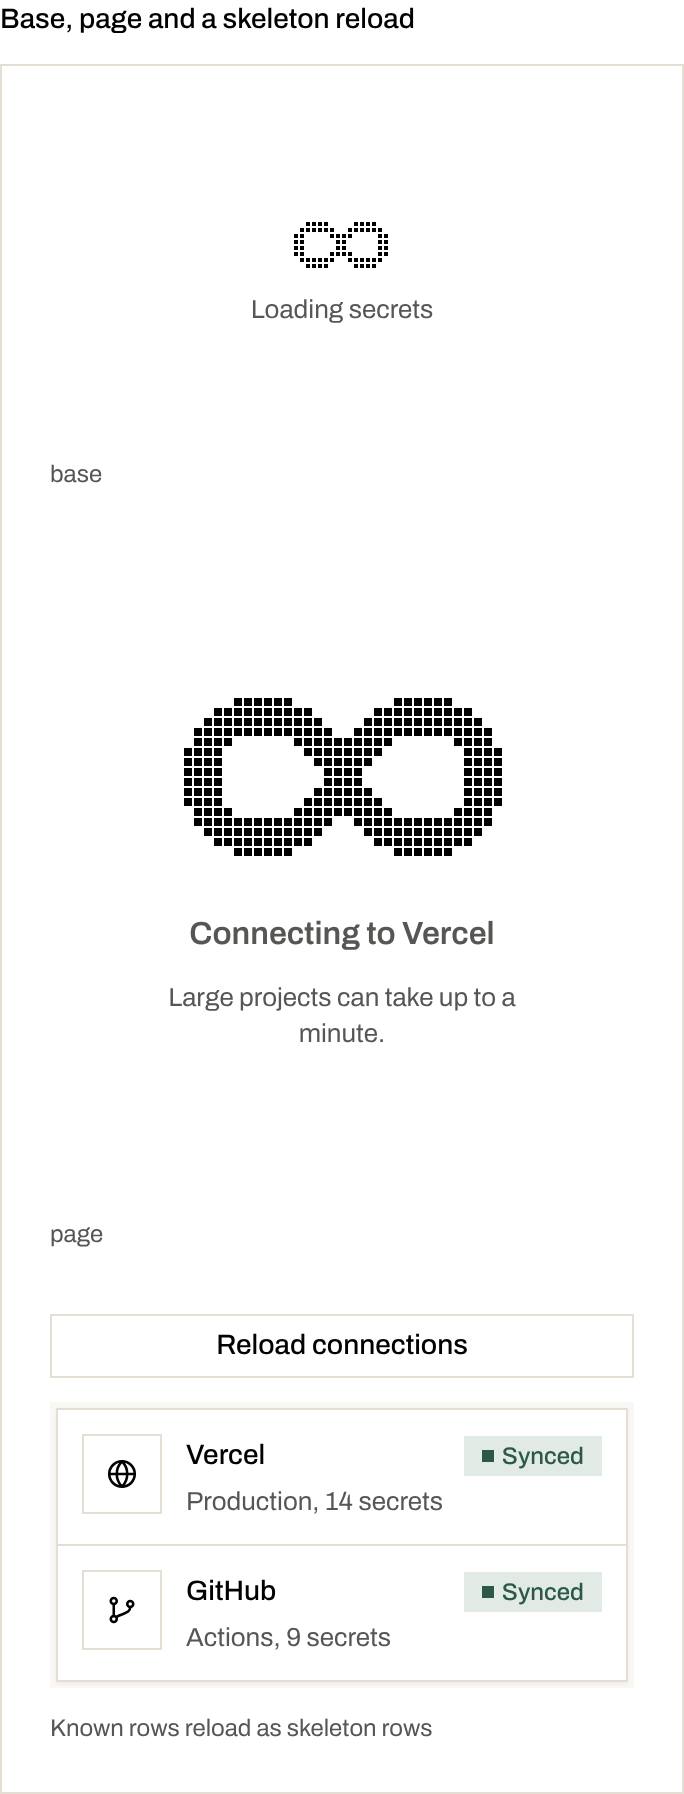 Base, page and a skeleton reload
Loading secrets
base
Connecting to Vercel
Large projects can take up to a
minute.
page
Reload connections
Vercel
Synced
Production, 14 secrets
GitHub
Synced
Actions, 9 secrets
Known rows reload as skeleton rows